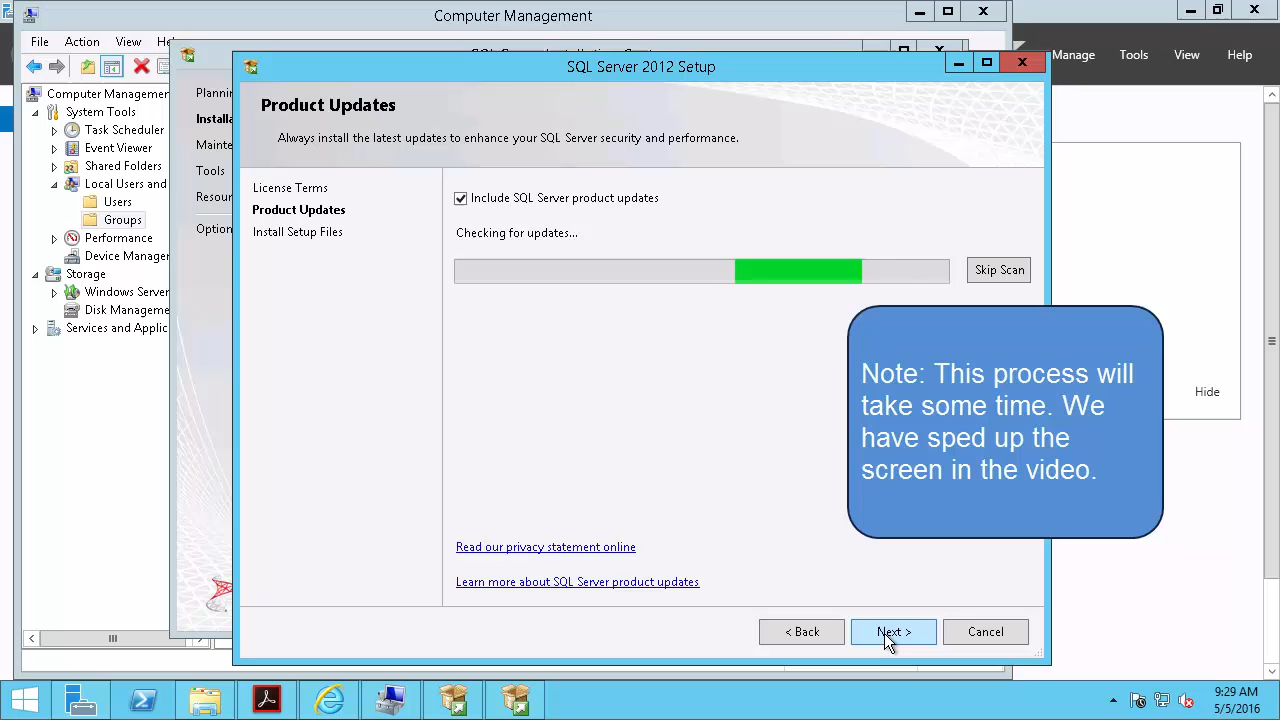 Computer Management
File Action View
SQL Server 2012 Setup
Manage Tools View Help
Computer Management
System Tools
Task Scheduler
Event Viewer
Shared Folders
Local Users and
Users
Groups
Performance
Device Manager
Storage
Windows Server
Disk Management
Services and Applic
Plannin
Installa
Mainte
Tools
Resour
Option
Product Updates
Always install the latest updates to enhance your SQL Server security and performance.
License Terms
Product Updates
Install Setup Files
Include SQL Server product updates
Checking for updates...
Skip Scan
Note: This process will
take some time. We
have sped up the
screen in the video.
Hide
Read our privacy statement online
Learn more about SQL Server product updates
< Back Next > Cancel
9:29 AM
5/5/2016